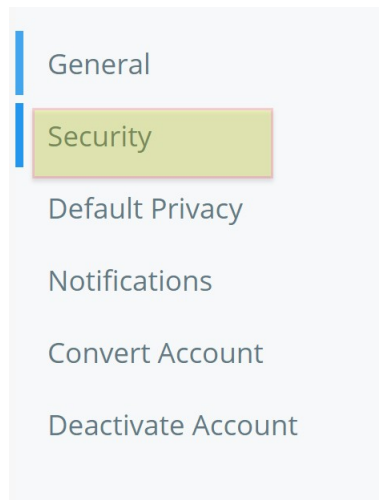 General
Security
Default Privacy
Notifications
Convert Account
Deactivate Account